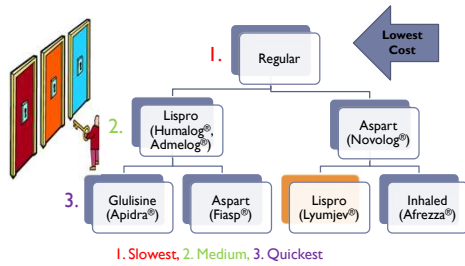 Lowest
Cost
1.
Regular
2.
Lispro
(Humalog®,
Admelog®)
Aspart
(Novolog®)
3.
Glulisine
(Apidra®)
Aspart
(Fiasp®)
Lispro
(Lyumjev®)
Inhaled
(Afrezza®)
1. Slowest, 2. Medium, 3. Quickest